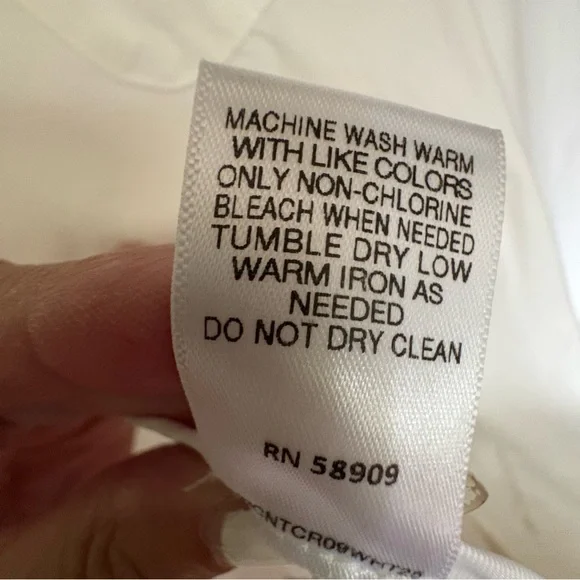 MACHINE WASH WARM
WITH LIKE COLORS
ONLY NON-CHLORINE
BLEACH WHEN NEEDED
TUMBLE DRY LOW
WARM IRON AS
NEEDED
DO NOT DRY CLEAN
RN 58909